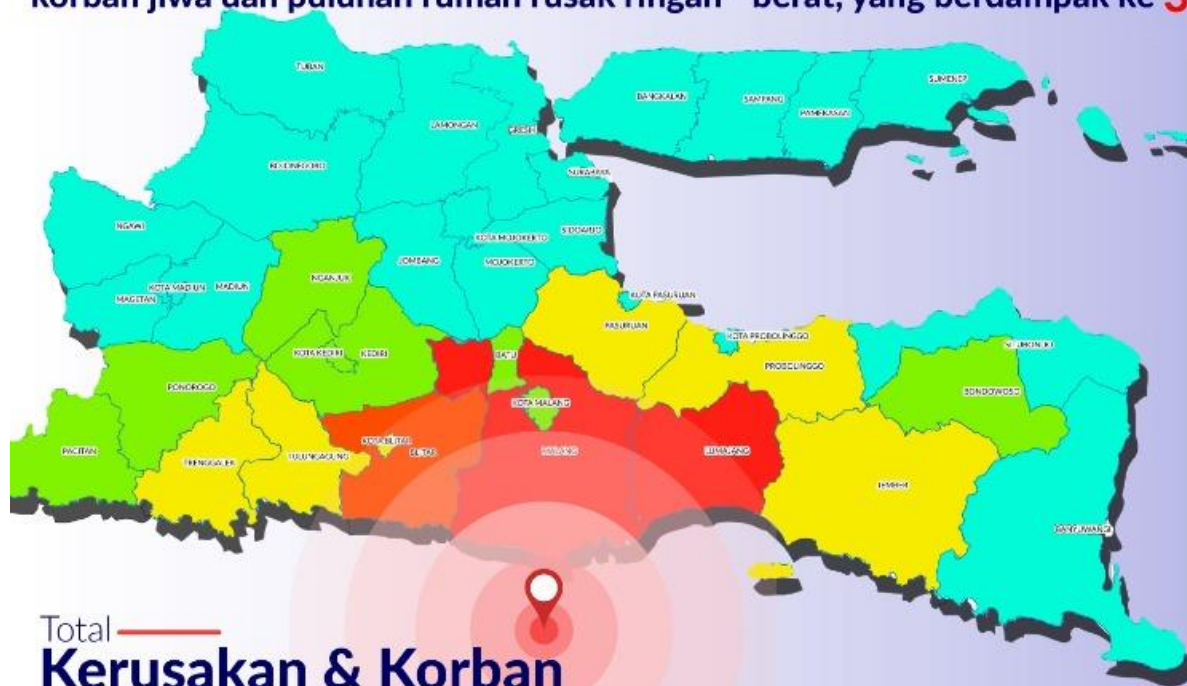 korban jiwa dan puluhan rumah rusak ringan - berat, yang berdampak ke
TUBAN
BANGKALAN
SAMPANG
PAMEKASAN
SUMENEP
LAMONGAN
GRESIK
BOJONEGORO
SURABAYA
NGAWI
KOTA MOJOKERTO
SIDOARJO
NGANJUK
JOMBANG
MOJOKERTO
KOTA MADIUN
MADIUN
MAGETAN
KOTA PASURUAN
PASURUAN
KOTA PROBOLINGGO
SITUBONDO
KOTA KEDIRI
KEDIRI
BATU
PROBOLINGGO
PONOROGO
BONDOWOSO
KOTA MALANG
KOTA BLITAR
BLITAR
MALANG
LUMAJANG
PACITAN
TRENGGALEK
TULUNGAGUNG
JEMBER
BANYUWANGI
Total
Kerusakan & Korban